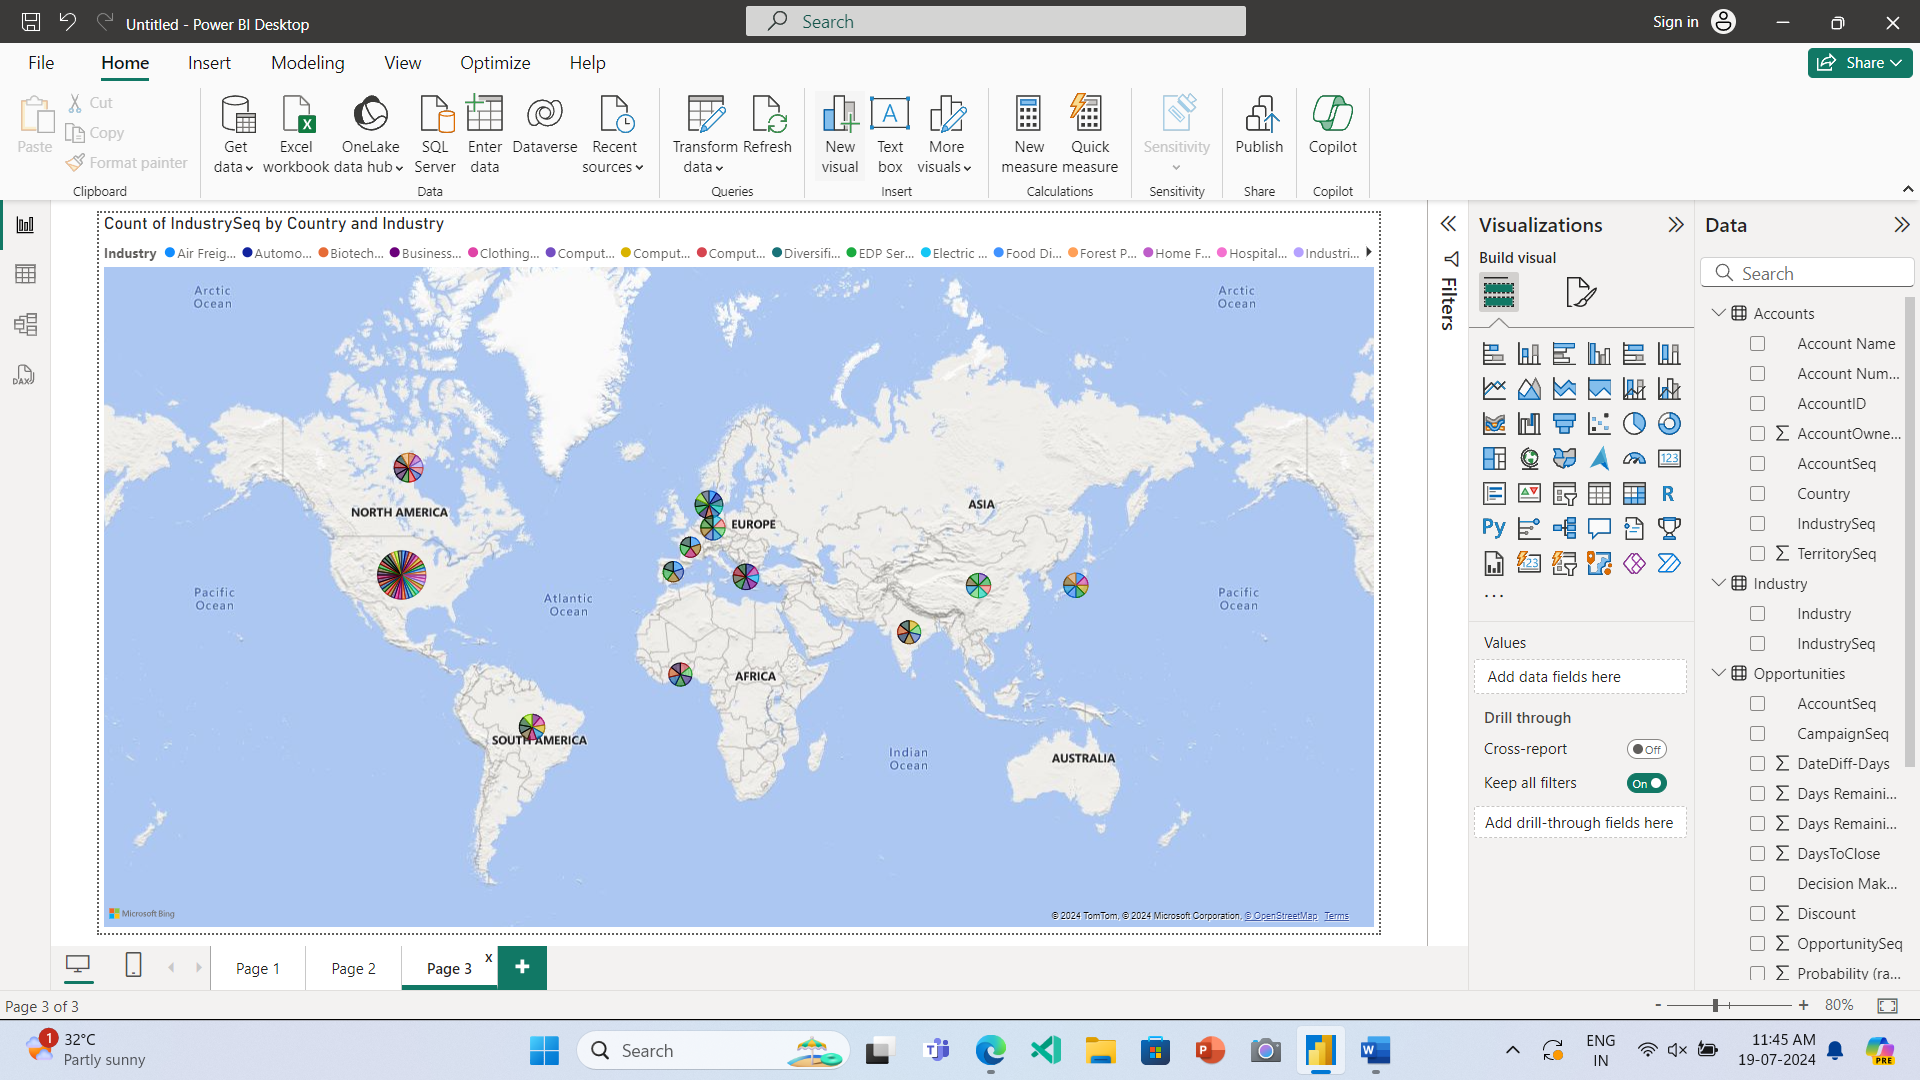 Untitled - Power BI Desktop
Search
Sign in
File
Home
Insert
Modeling
View
Optimize
Help
Share
Paste
Cut
Copy
Format painter
Clipboard
Get
data
Excel
workbook
OneLake
data hub
SQL
Server
Enter
data
Dataverse
Recent
sources
Data
Transform
data
Refresh
Queries
New
visual
Text
box
More
visuals
Insert
New
measure
Quick
measure
Calculations
Sensitivity
Sensitivity
Publish
Share
Copilot
Copilot
Count of IndustrySeq by Country and Industry
Industry Air Freig... Automo... Biotech... Business... Clothing... Comput... Comput... Comput... Diversifi... EDP Ser... Electric ... Food Di... Forest P... Home F... Hospital... Industri...
Arctic
Ocean
Arctic
Ocean
NORTH AMERICA
EUROPE
ASIA
Pacific
Ocean
Atlantic
Ocean
Pacific
Ocean
AFRICA
SOUTH AMERICA
Indian
Ocean
AUSTRALIA
Microsoft Bing
© 2024 TomTom, © 2024 Microsoft Corporation, © OpenStreetMap Terms
Filters
Visualizations
Build visual
123
R
Py
123
...
Values
Add data fields here
Drill through
Cross-report
Off
Keep all filters
On
Add drill-through fields here
Data
Search
Accounts
Account Name
Account Num...
AccountID
AccountOwne...
AccountSeq
Country
IndustrySeq
TerritorySeq
Industry
Industry
IndustrySeq
Opportunities
AccountSeq
CampaignSeq
DateDiff-Days
Days Remaini...
Days Remaini...
DaysToClose
Decision Mak...
Discount
OpportunitySeq
Probability (ra...
DAX
Page 1
Page 2
Page 3
x
+
Page 3 of 3
- + 80%
1
32°C
Partly sunny
Search
ENG
IN
11:45 AM
19-07-2024
PRE